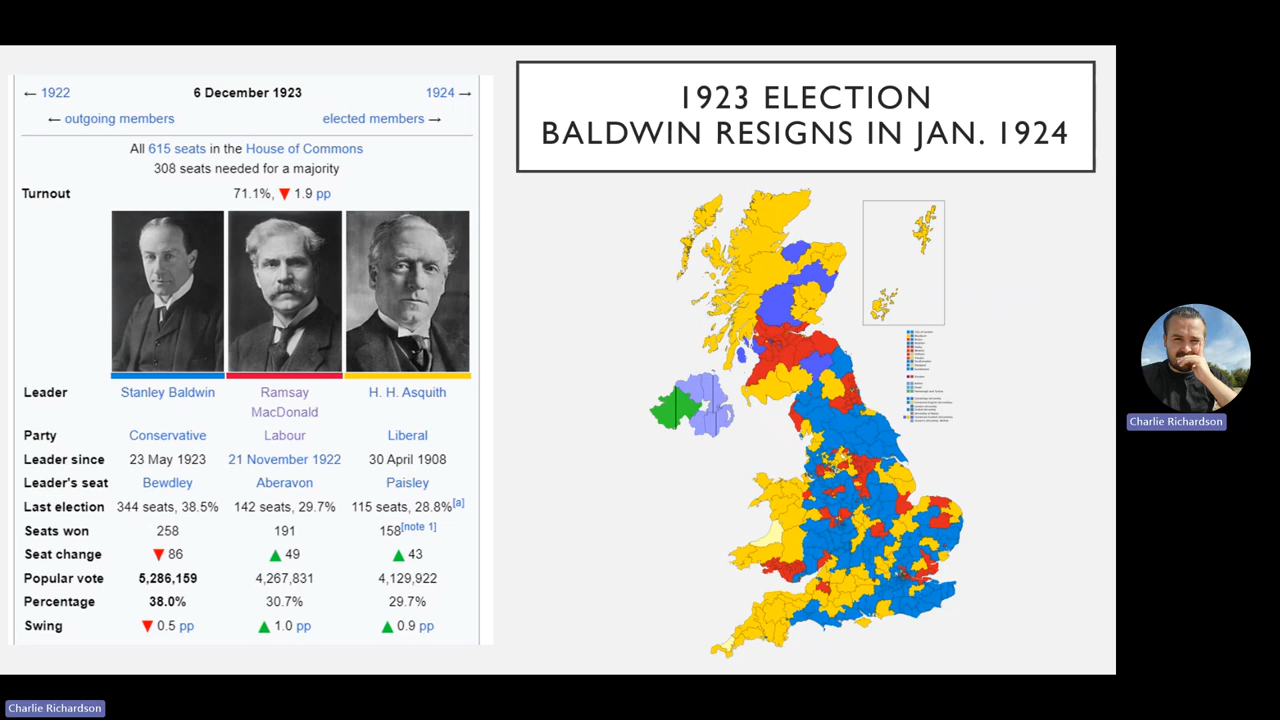 ← 1922 6 December 1923 1924 →
← outgoing members elected members →
All 615 seats in the House of Commons
308 seats needed for a majority
Turnout 71.1%, ▼ 1.9 pp
Leader Stanley Baldwin Ramsay MacDonald H. H. Asquith
Party Conservative Labour Liberal
Leader since 23 May 1923 21 November 1922 30 April 1908
Leader's seat Bewdley Aberavon Paisley
Last election 344 seats, 38.5% 142 seats, 29.7% 115 seats, 28.8%[a]
Seats won 258 191 158[note 1]
Seat change ▼ 86 ▲ 49 ▲ 43
Popular vote 5,286,159 4,267,831 4,129,922
Percentage 38.0% 30.7% 29.7%
Swing ▼ 0.5 pp ▲ 1.0 pp ▲ 0.9 pp
1923 ELECTION
BALDWIN RESIGNS IN JAN. 1924
Charlie Richardson
Charlie Richardson